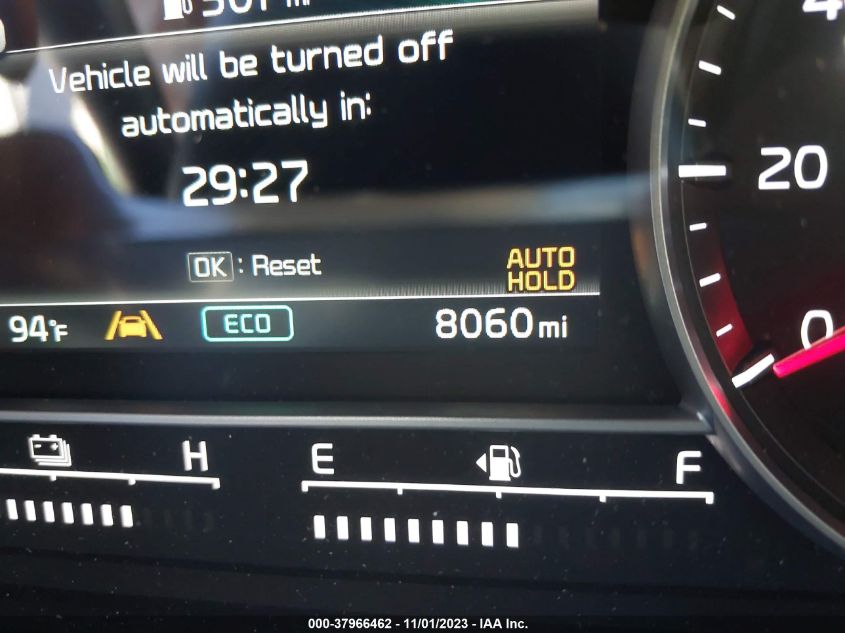 Vehicle will be turned off
automatically in:
29:27
OK : Reset
AUTO
HOLD
94°F ECO 8060 mi
20
0
H E F
000-37966462 - 11/01/2023 - IAA Inc.